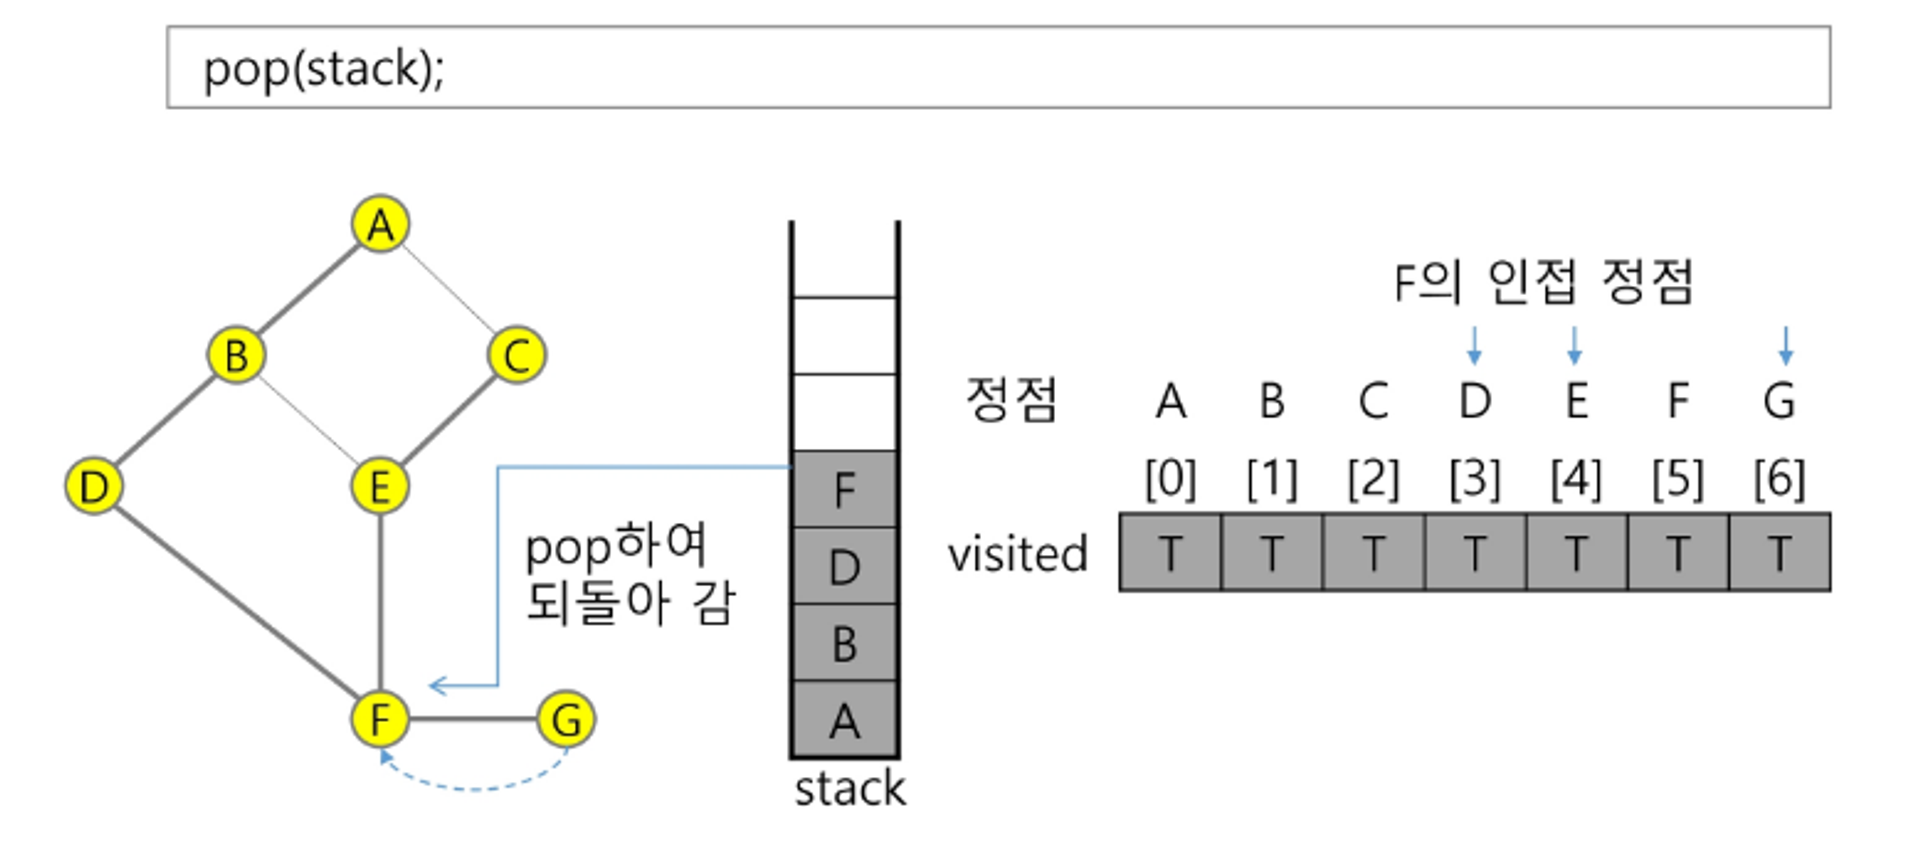 pop(stack);
A
B
C
D
E
F
G
pop하여
되돌아 감
F
D
B
A
stack
F의 인접 정점
정점 A B C D E F G
[0] [1] [2] [3] [4] [5] [6]
visited T T T T T T T